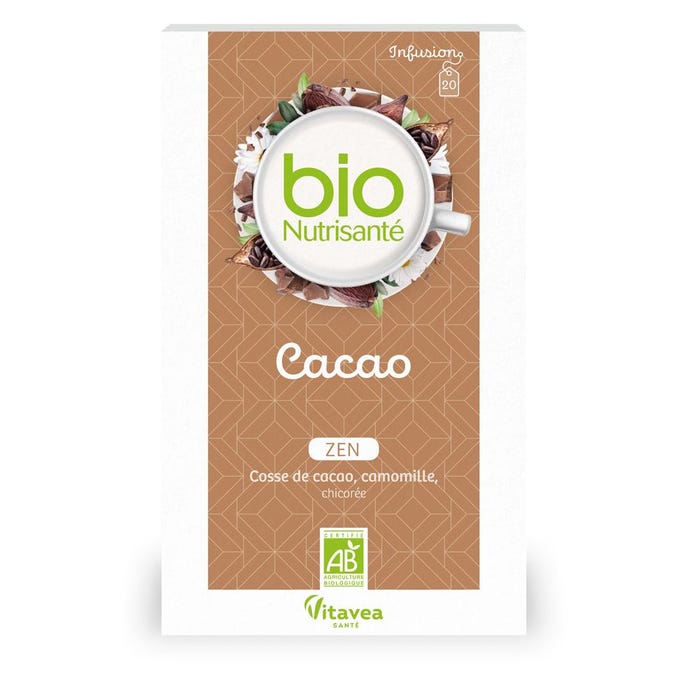 Infusion
20
bio
Nutrisanté
Cacao
ZEN
Cosse de cacao, camomille,
chicorée
CERTIFIÉ
AB
AGRICULTURE
BIOLOGIQUE
Vitavea
SANTÉ